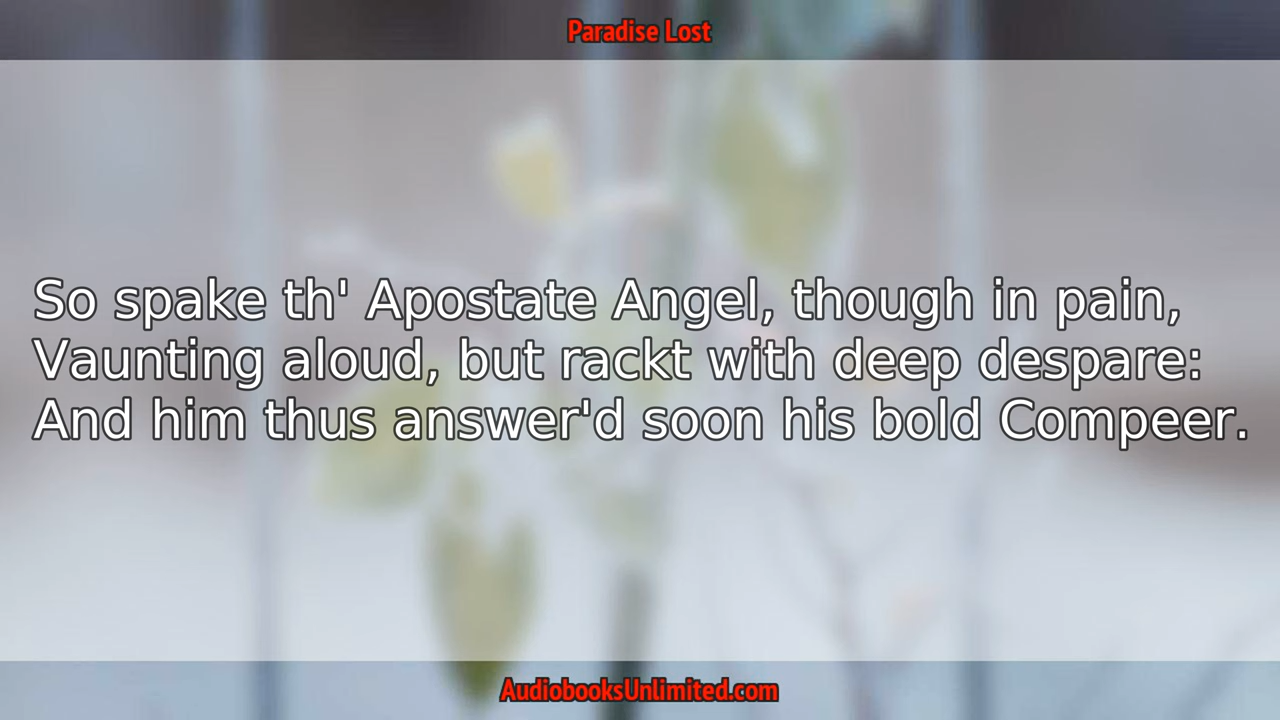 Paradise Lost
So spake th' Apostate Angel, though in pain,
Vaunting aloud, but rackt with deep despare:
And him thus answer'd soon his bold Compeer.
AudiobooksUnlimited.com